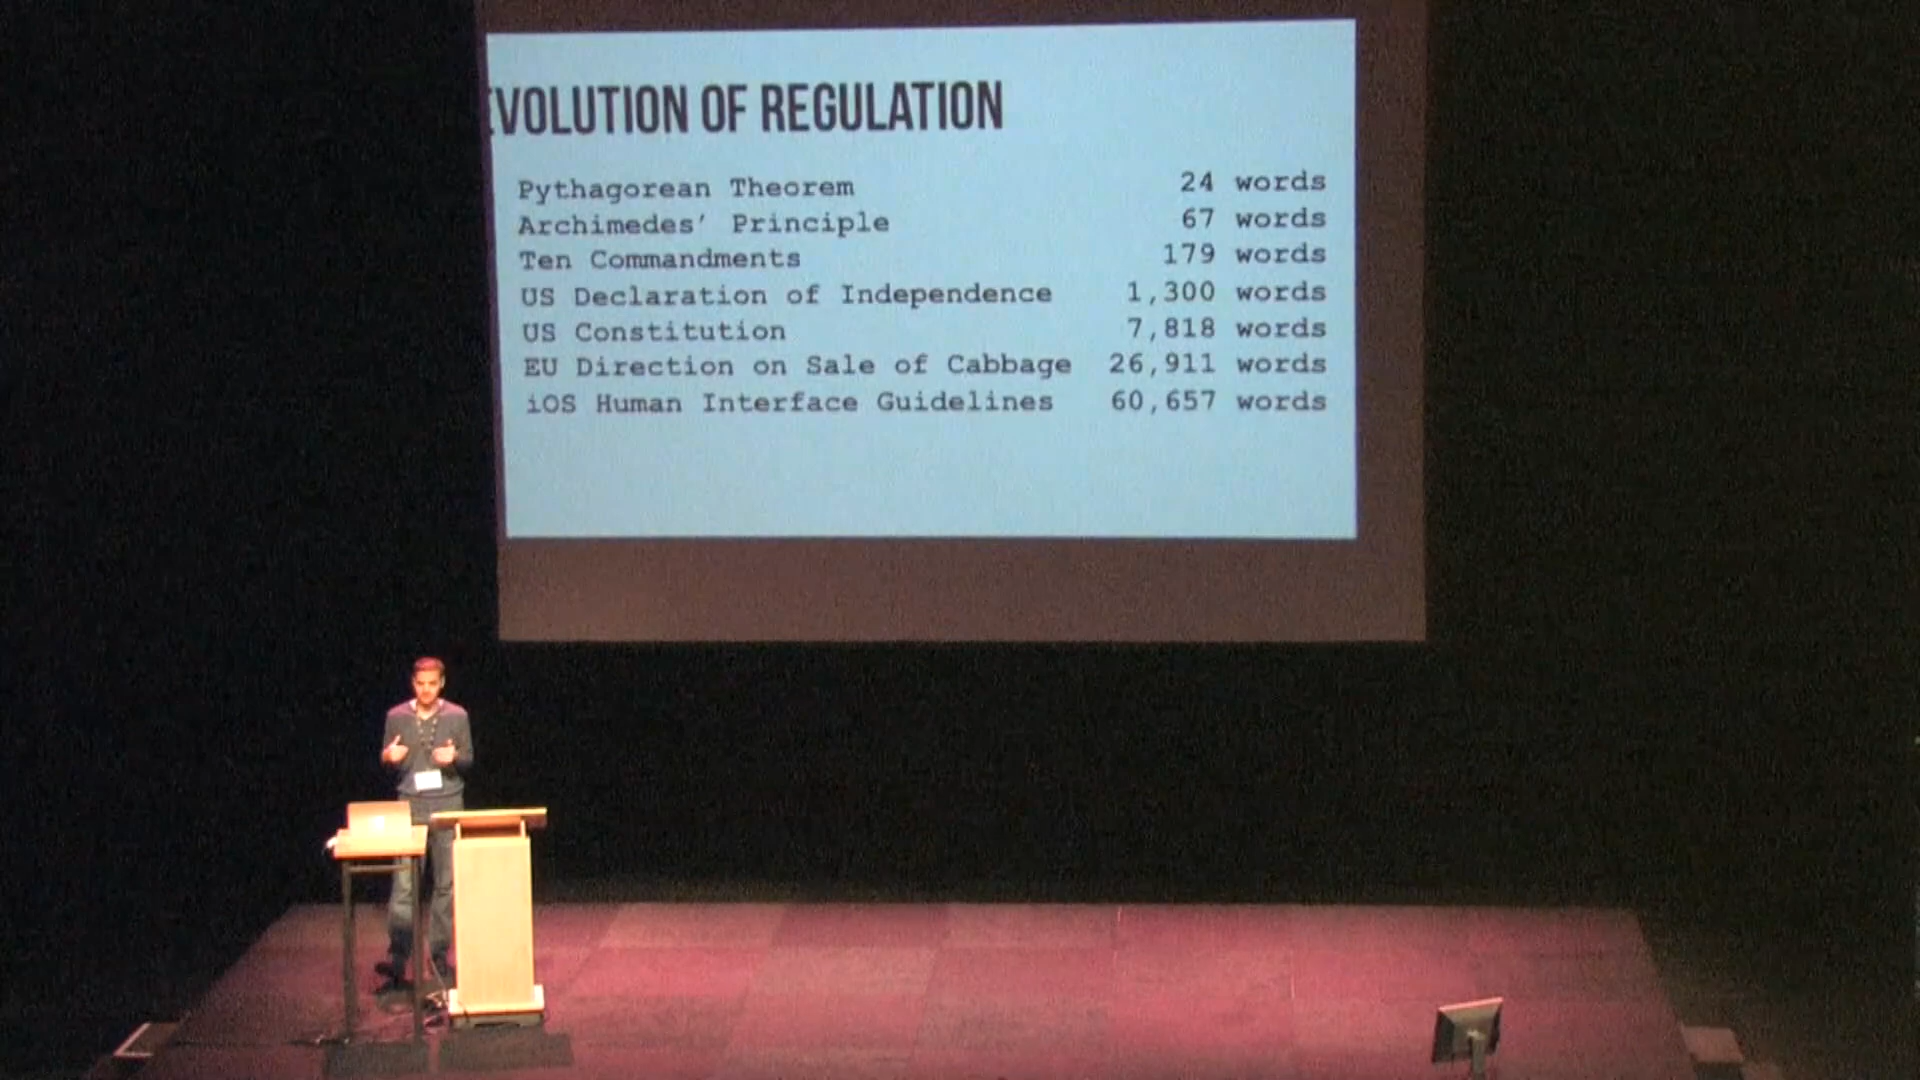 EVOLUTION OF REGULATION
Pythagorean Theorem 24 words
Archimedes' Principle 67 words
Ten Commandments 179 words
US Declaration of Independence 1,300 words
US Constitution 7,818 words
EU Direction on Sale of Cabbage 26,911 words
iOS Human Interface Guidelines 60,657 words